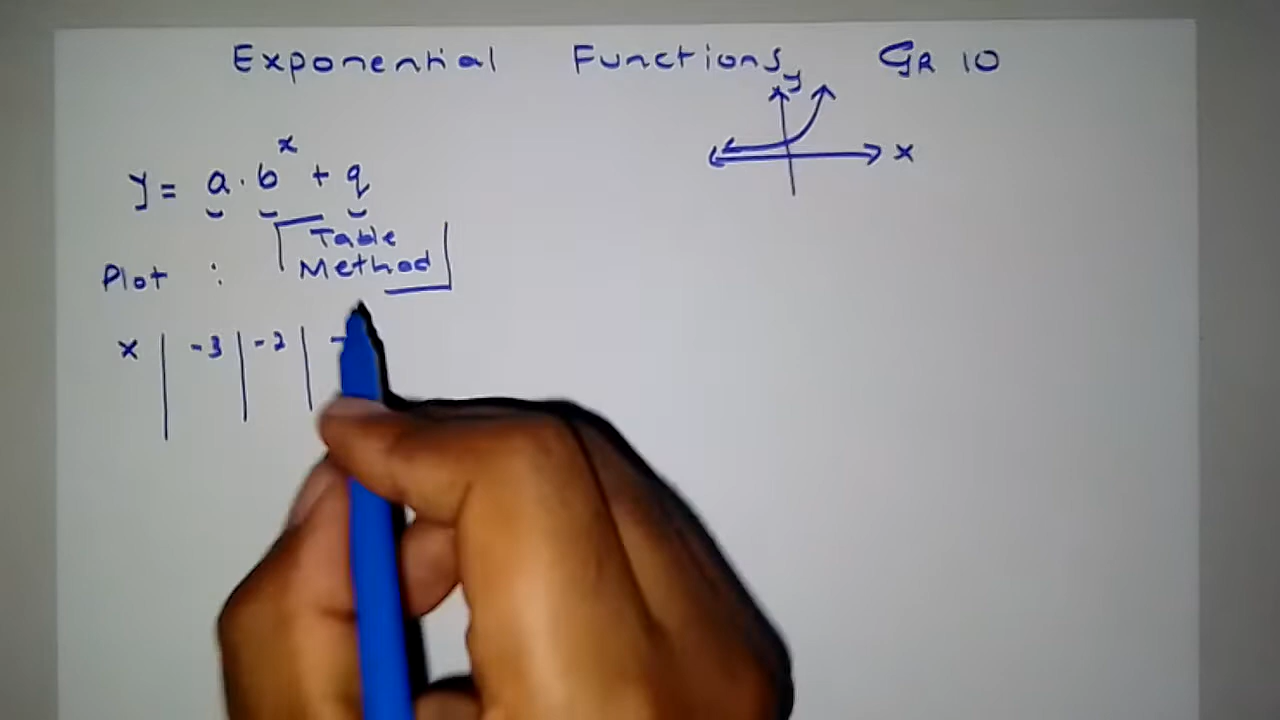 Exponential Functions GR 10
y
x
y = a . b^x + q
Table
Plot : Method
x | -3 | -2 | -